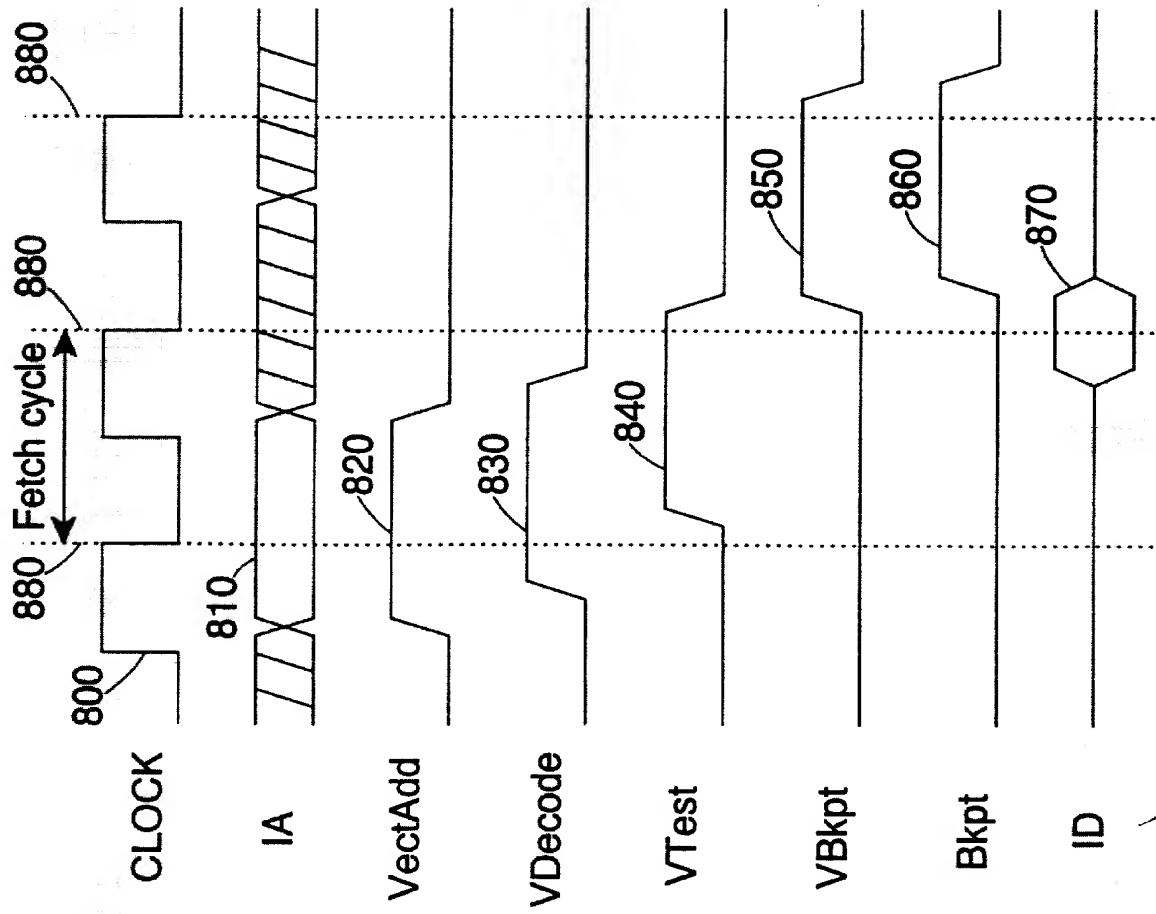 880
Fetch cycle
880
880
800
CLOCK
810
IA
820
VectAdd
830
VDecode
840
VTest
850
VBkpt
860
Bkpt
870
ID